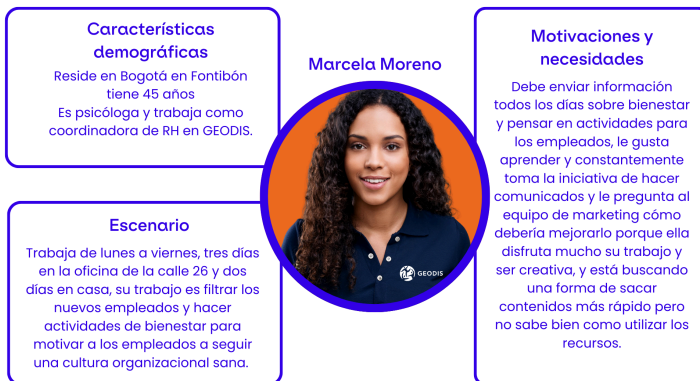 Características
demográficas
Reside en Bogotá en Fontibón
tiene 45 años
Es psicóloga y trabaja como
coordinadora de RH en GEODIS.
Escenario
Trabaja de lunes a viernes, tres días
en la oficina de la calle 26 y dos
días en casa, su trabajo es filtrar los
nuevos empleados y hacer
actividades de bienestar para
motivar a los empleados a seguir
una cultura organizacional sana.
Marcela Moreno
GEODIS
Motivaciones y
necesidades
Debe enviar información
todos los días sobre bienestar
y pensar en actividades para
los empleados, le gusta
aprender y constantemente
toma la iniciativa de hacer
comunicados y le pregunta al
equipo de marketing cómo
debería mejorarlo porque ella
disfruta mucho su trabajo y
ser creativa, y está buscando
una forma de sacar
contenidos más rápido pero
no sabe bien como utilizar los
recursos.